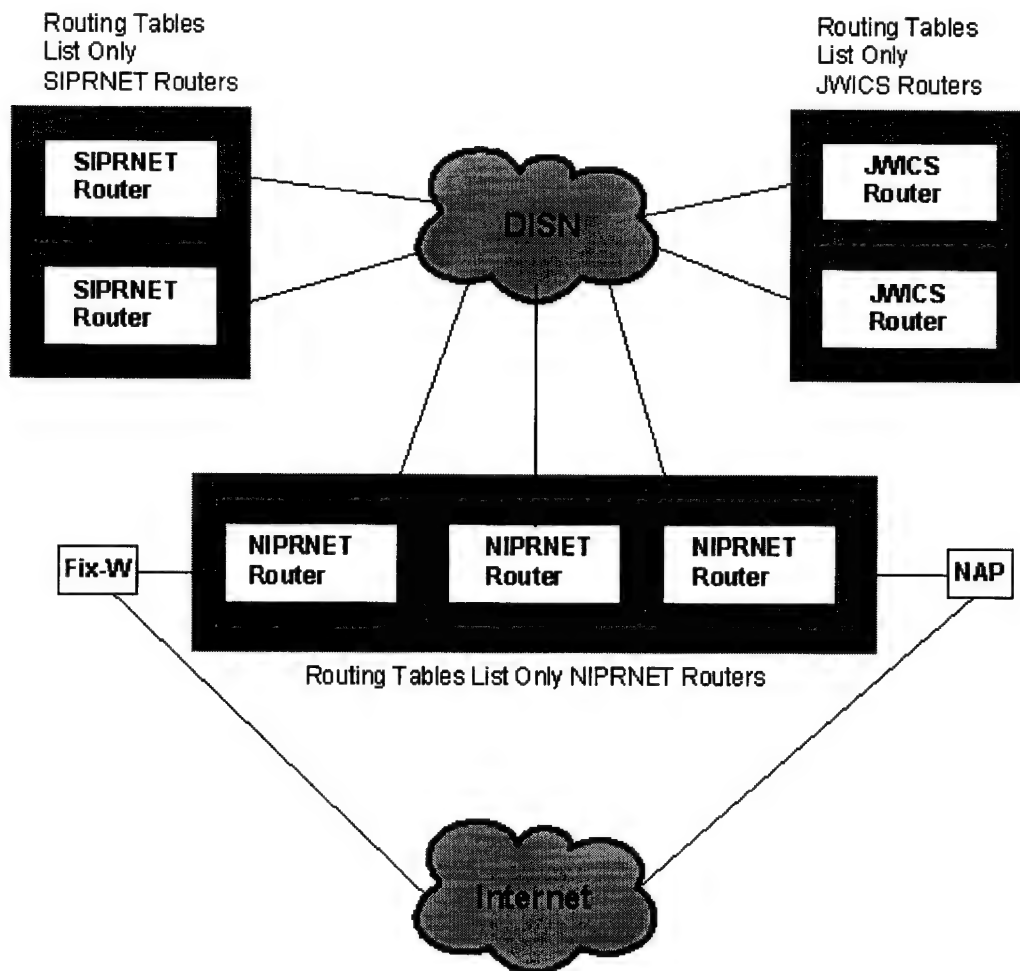 Routing Tables
List Only
SIPRNET Routers
Routing Tables
List Only
JWICS Routers
SIPRNET
Router
SIPRNET
Router
DISN
JWICS
Router
JWICS
Router
Fix-W
NIPRNET
Router
NIPRNET
Router
NIPRNET
Router
NAP
Routing Tables List Only NIPRNET Routers
Internet